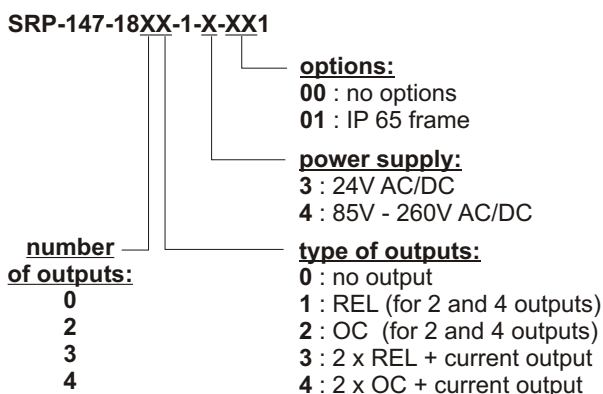 SRP-147-18XX-1-X-XX1
options:
00 : no options
01 : IP 65 frame
power supply:
3 : 24V AC/DC
4 : 85V - 260V AC/DC
number
of outputs:
0
2
3
4
type of outputs:
0 : no output
1 : REL (for 2 and 4 outputs)
2 : OC (for 2 and 4 outputs)
3 : 2 x REL + current output
4 : 2 x OC + current output